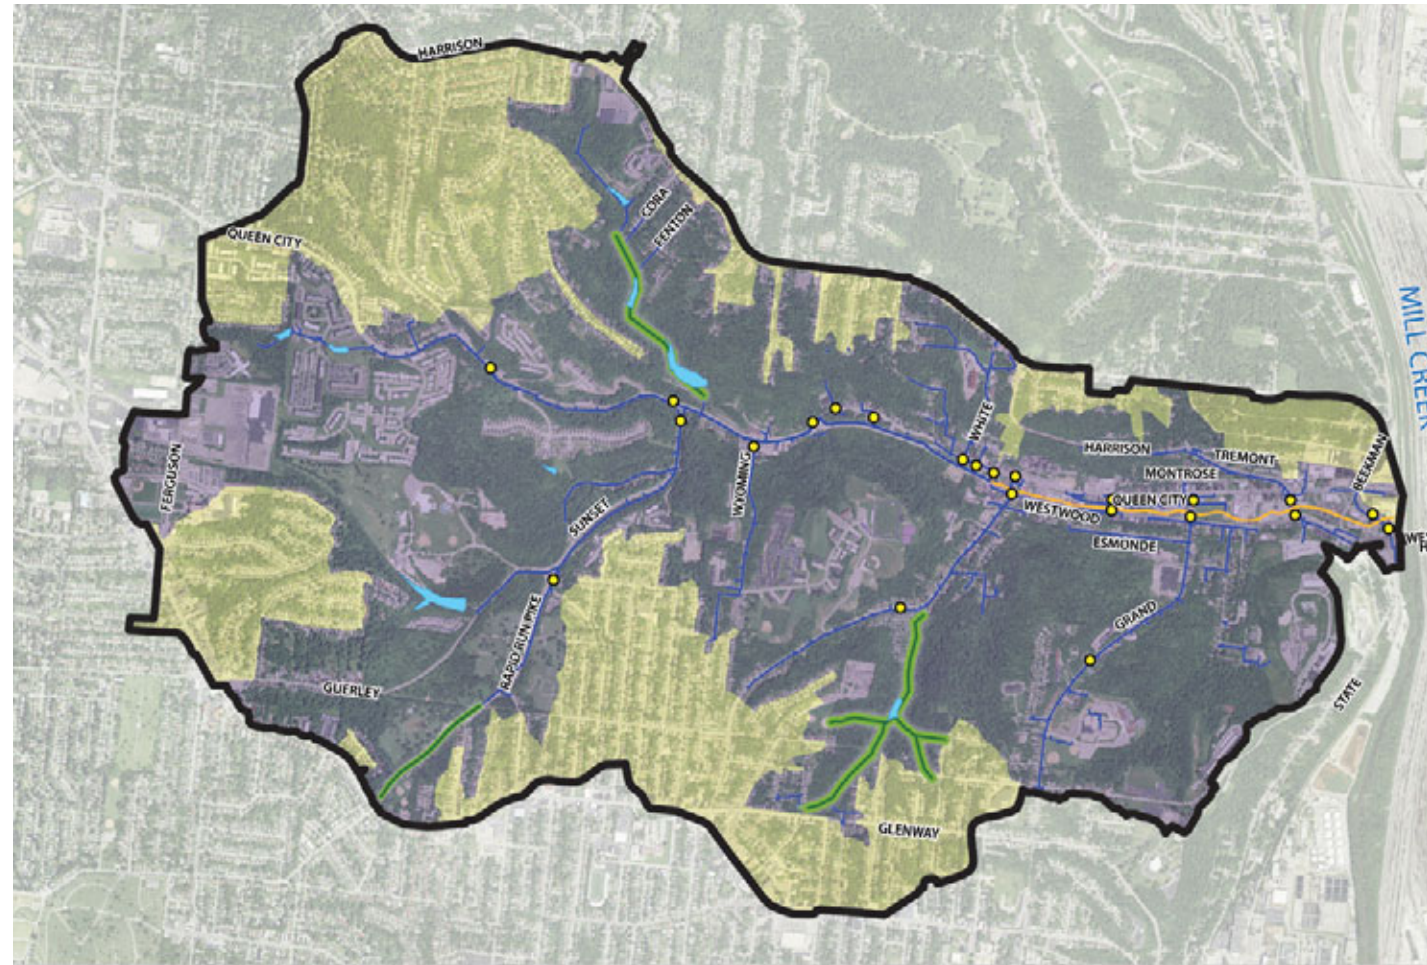 HARRISON
CORA
FENTON
QUEEN CITY
MILL CREEK
WHITE
HARRISON
TREMONT
BEEKMAN
MONTROSE
FERGUSON
WYOMING
QUEEN CITY
SUNSET
WESTWOOD
ESMONDE
RAPID RUN PIKE
GRAND
GUERLEY
STATE
GLENWAY